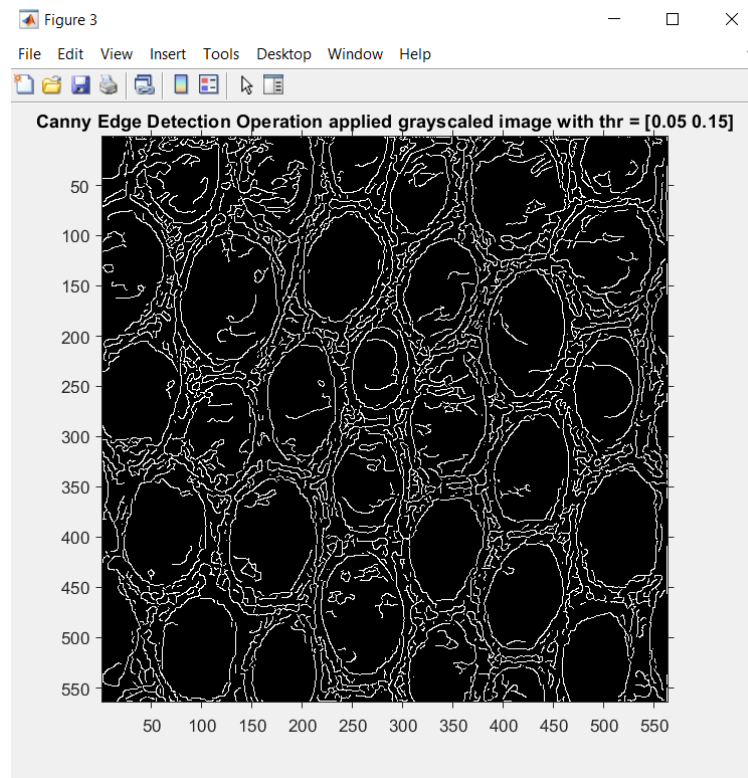 Figure 3
File Edit View Insert Tools Desktop Window Help
Canny Edge Detection Operation applied grayscaled image with thr = [0.05 0.15]
50
100
150
200
250
300
350
400
450
500
550
50 100 150 200 250 300 350 400 450 500 550